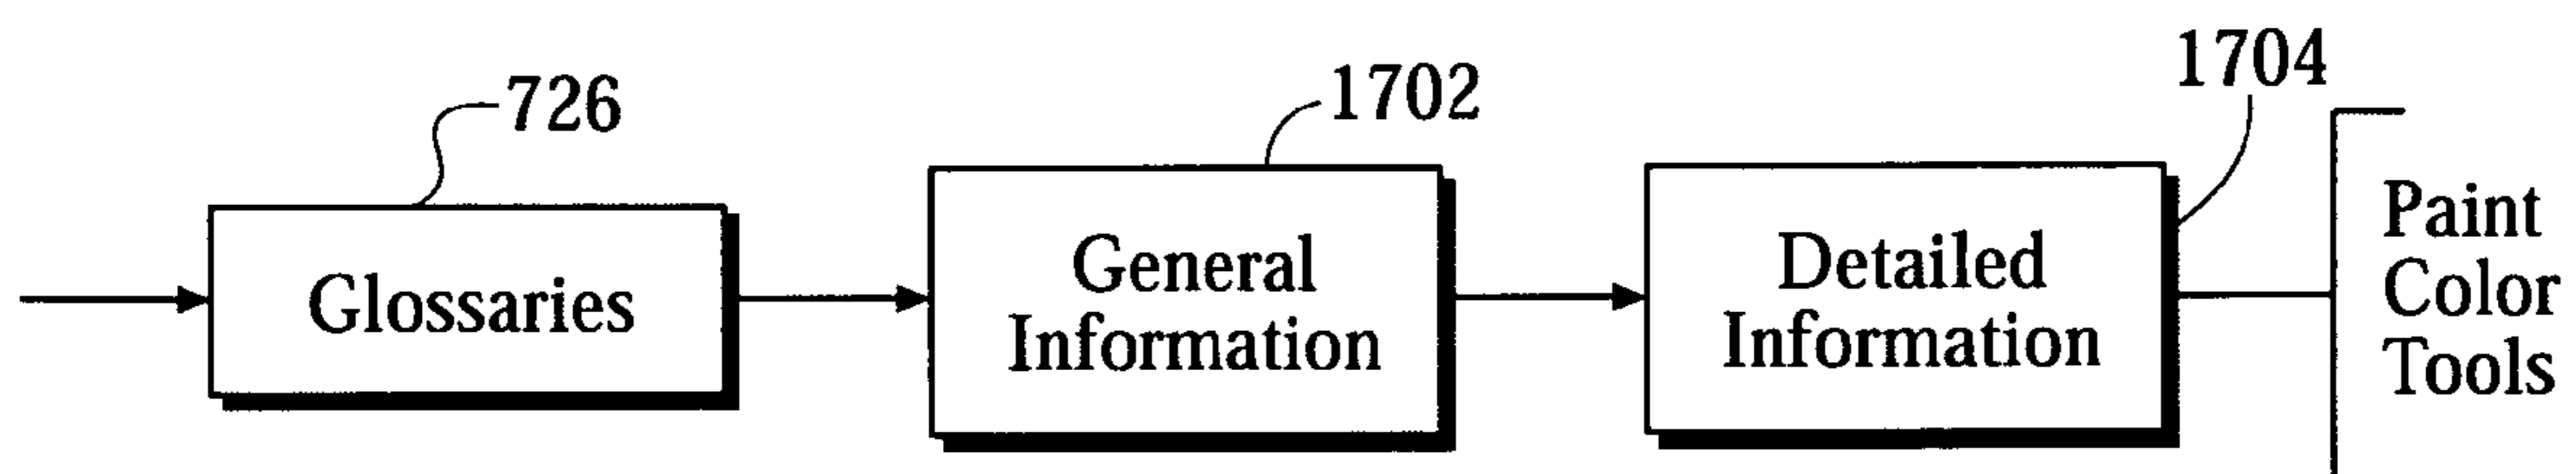 726
1702
1704
Glossaries
General
Information
Detailed
Information
Paint
Color
Tools